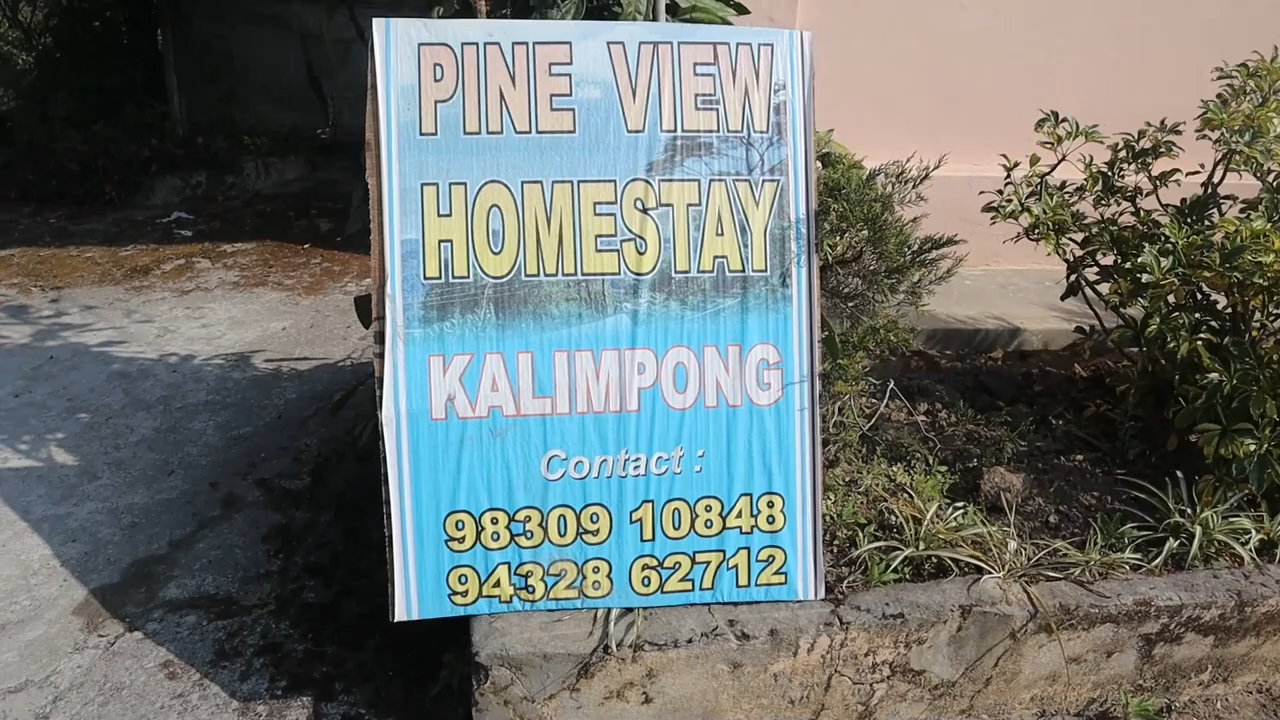 PINE VIEW
HOMESTAY
KALIMPONG
Contact :
98309 10848
94328 62712